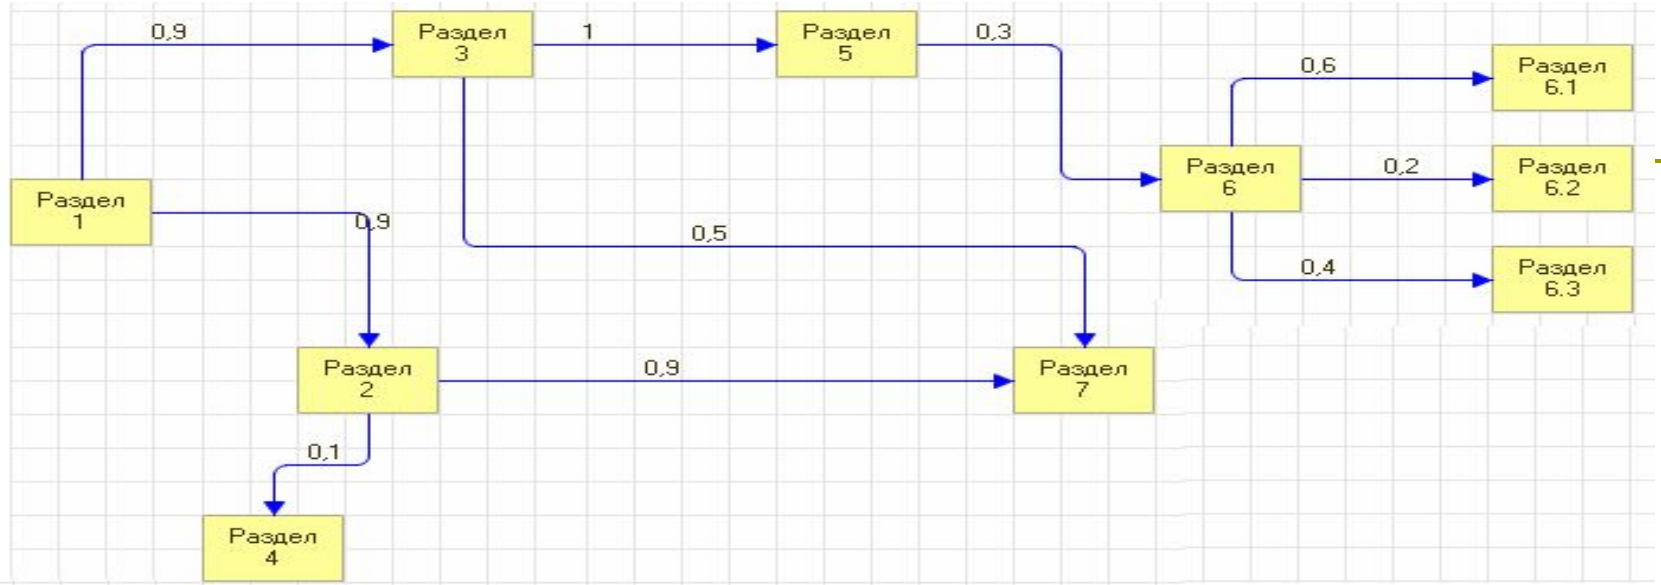 0,9
Раздел
3
1
Раздел
5
0,3
0,6
Раздел
6.1
Раздел
6
0,2
Раздел
6.2
Раздел
1
0,9
0,5
0,4
Раздел
6.3
Раздел
2
0,9
Раздел
7
0,1
Раздел
4